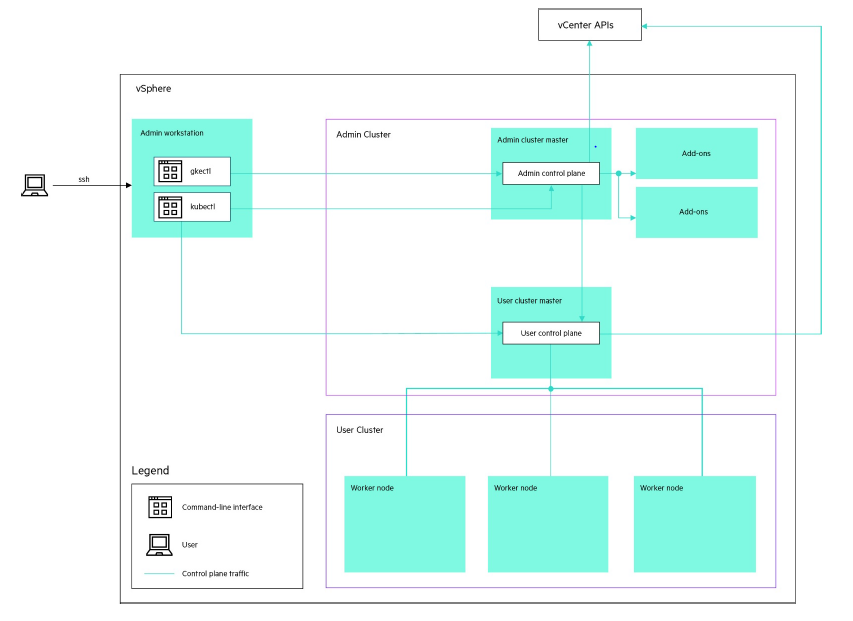 vCenter APIs
vSphere
Admin workstation
gkectl
kubectl
ssh
Admin Cluster
Admin cluster master
Admin control plane
Add-ons
Add-ons
User cluster master
User control plane
User Cluster
Worker node
Worker node
Worker node
Legend
Command-line interface
User
Control plane traffic